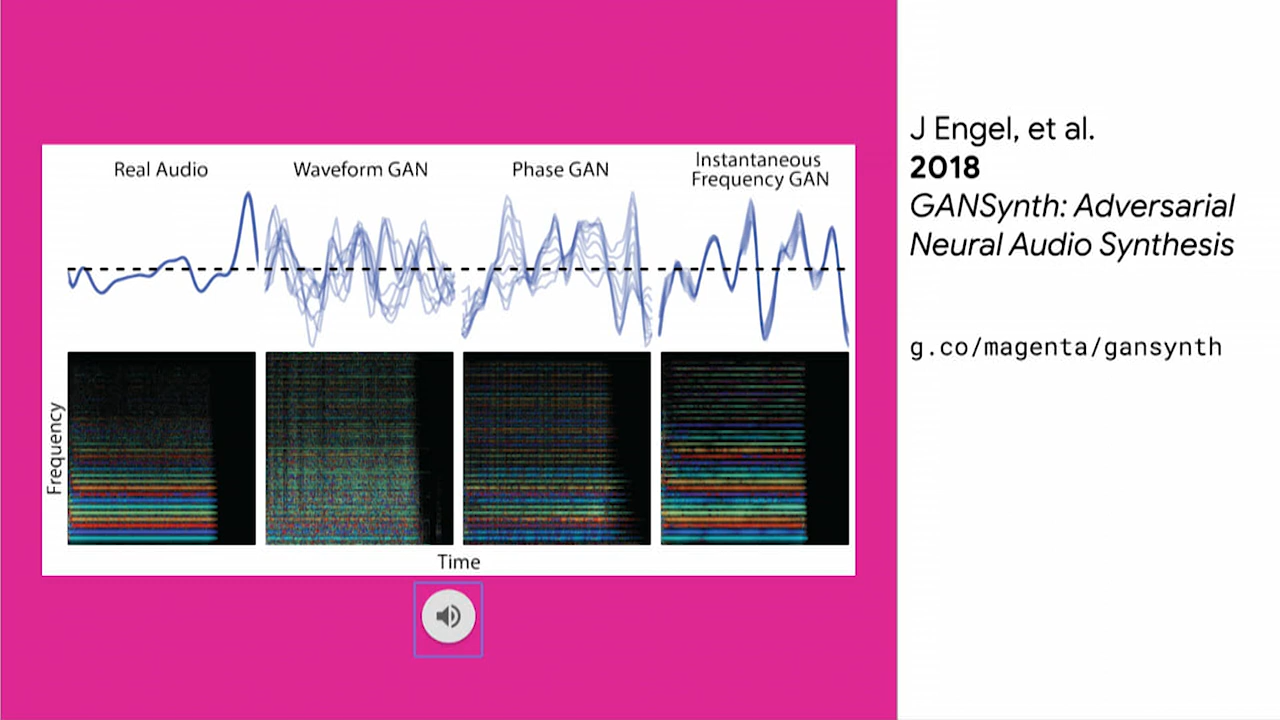 Real Audio
Waveform GAN
Phase GAN
Instantaneous
Frequency GAN
Frequency
Time
J Engel, et al.
2018
GANSynth: Adversarial
Neural Audio Synthesis
g.co/magenta/gansynth